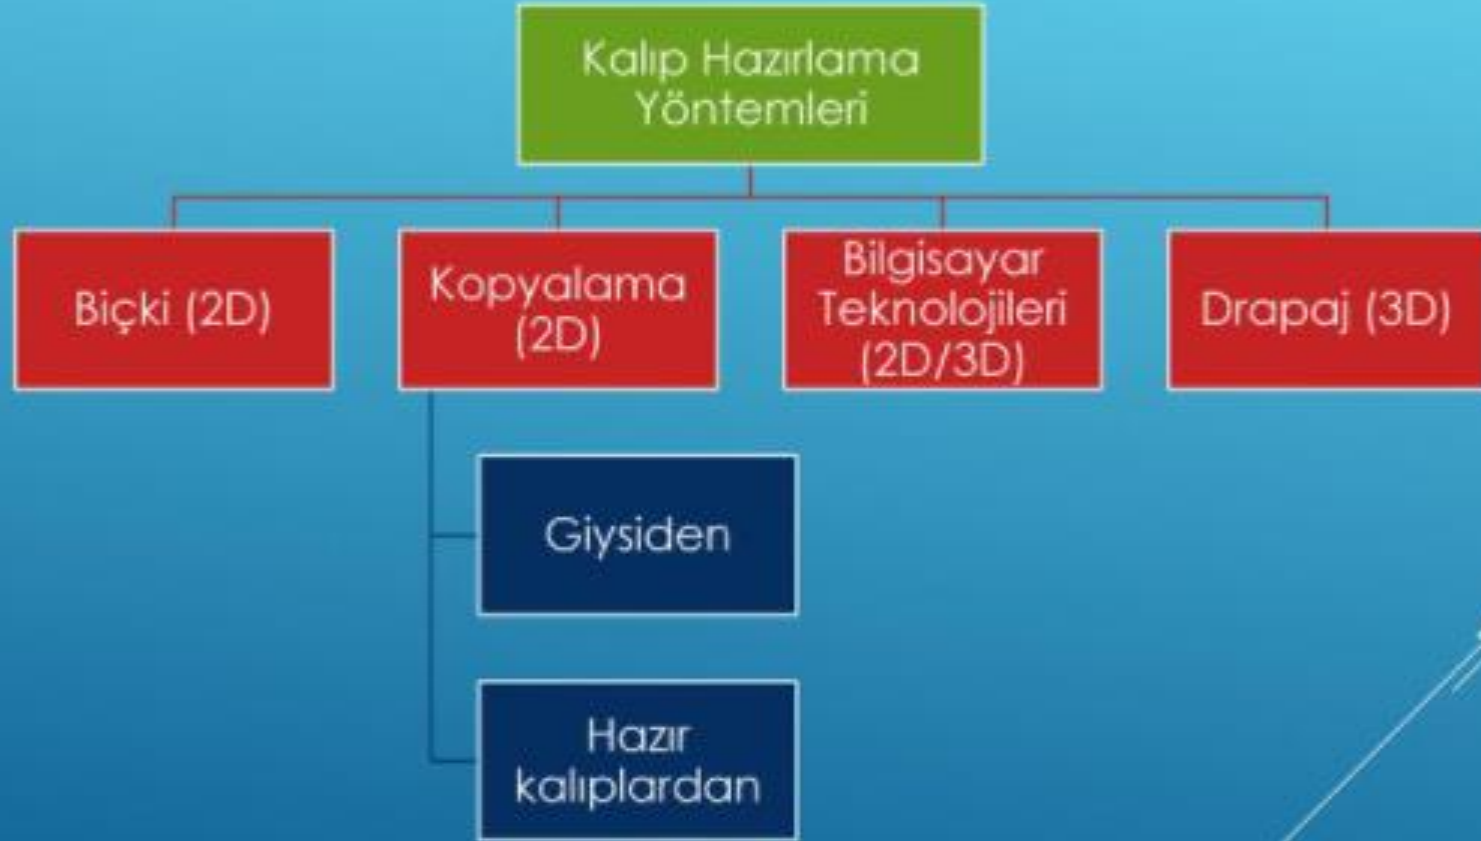 Kalıp Hazırlama
Yöntemleri
Biçki (2D)
Kopyalama
(2D)
Bilgisayar
Teknolojileri
(2D/3D)
Drapaj (3D)
Giysiden
Hazır
kalıplardan